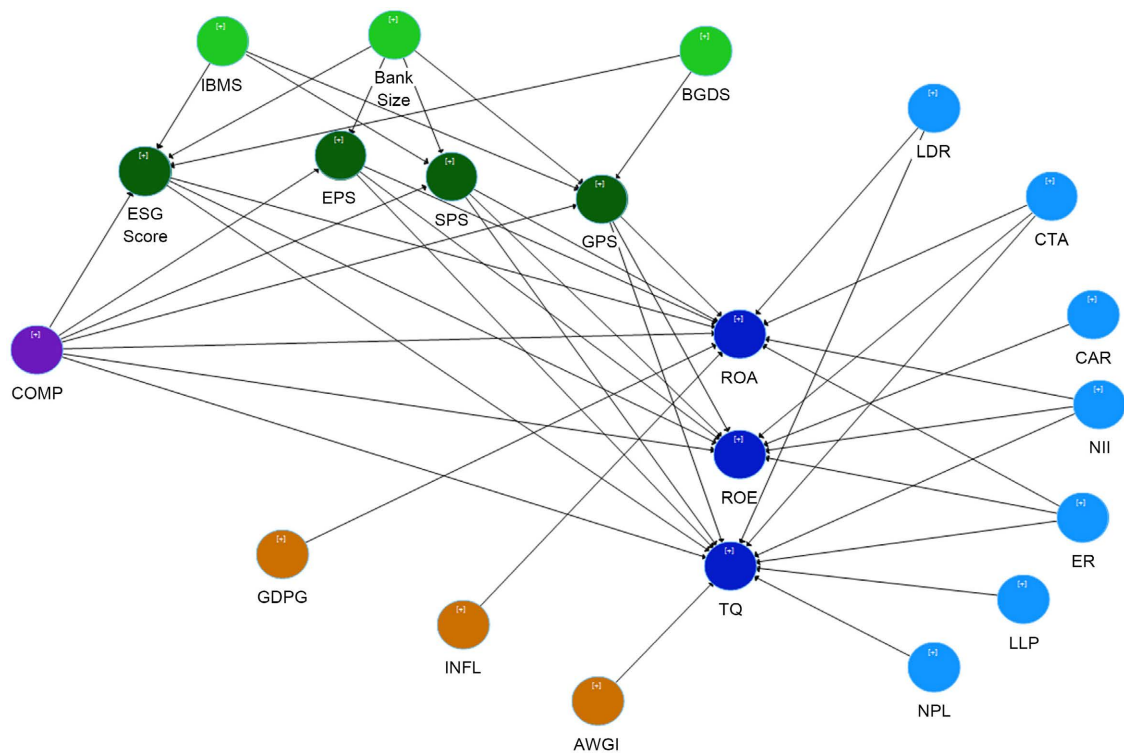 [+]
[+]
[+]
IBMS
Bank
Size
BGDS
[+]
LDR
[+]
[+]
[+]
[+]
ESG
Score
EPS
SPS
GPS
[+]
CTA
[+]
COMP
[+]
ROA
[+]
CAR
[+]
NII
[+]
ROE
[+]
ER
[+]
GDPG
[+]
TQ
[+]
LLP
[+]
INFL
[+]
NPL
[+]
AWGI